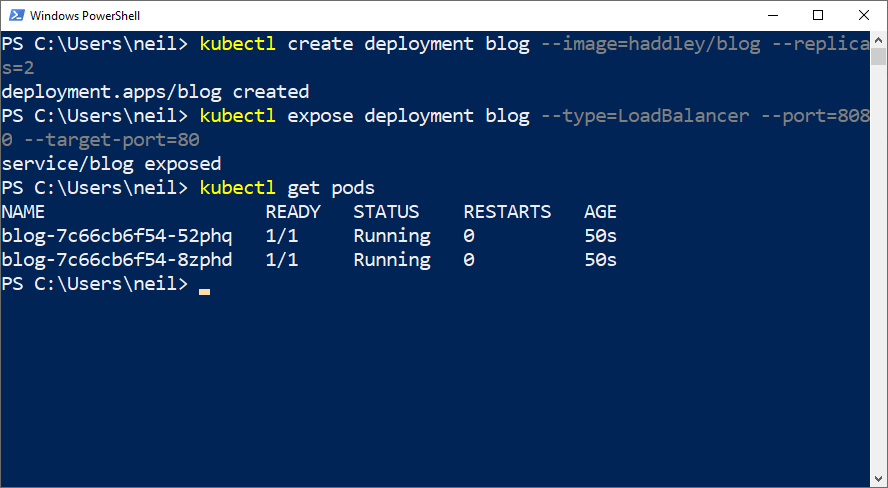 Windows PowerShell
PS C:\Users\neil> kubectl create deployment blog --image=haddley/blog --replica
s=2
deployment.apps/blog created
PS C:\Users\neil> kubectl expose deployment blog --type=LoadBalancer --port=808
0 --target-port=80
service/blog exposed
PS C:\Users\neil> kubectl get pods
NAME                    READY   STATUS    RESTARTS   AGE
blog-7c66cb6f54-52phq   1/1     Running   0          50s
blog-7c66cb6f54-8zphd   1/1     Running   0          50s
PS C:\Users\neil>